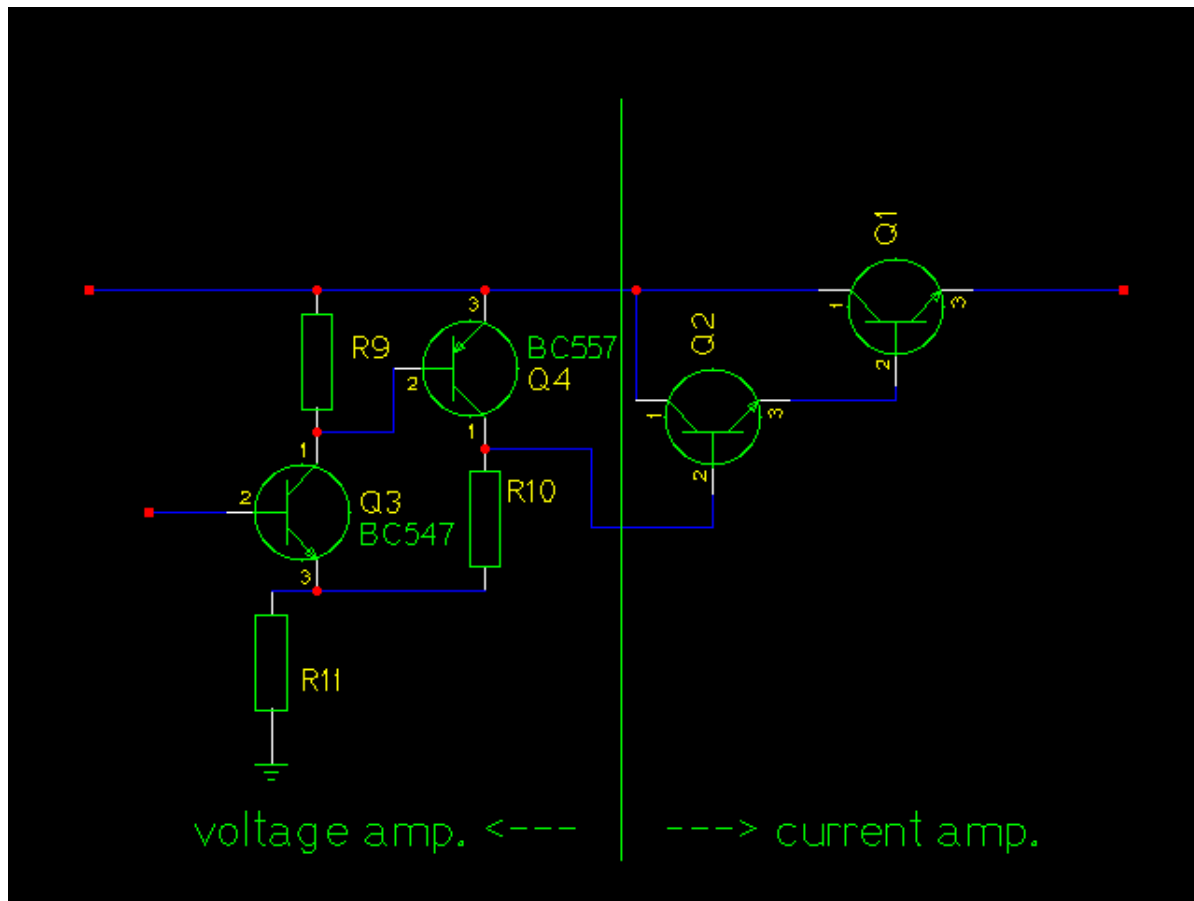 Q1
1
3
2
Q2
1
3
2
R9
3
BC557
Q4
2
1
R10
1
2
Q3
BC547
3
R11
voltage amp. <---
---> current amp.